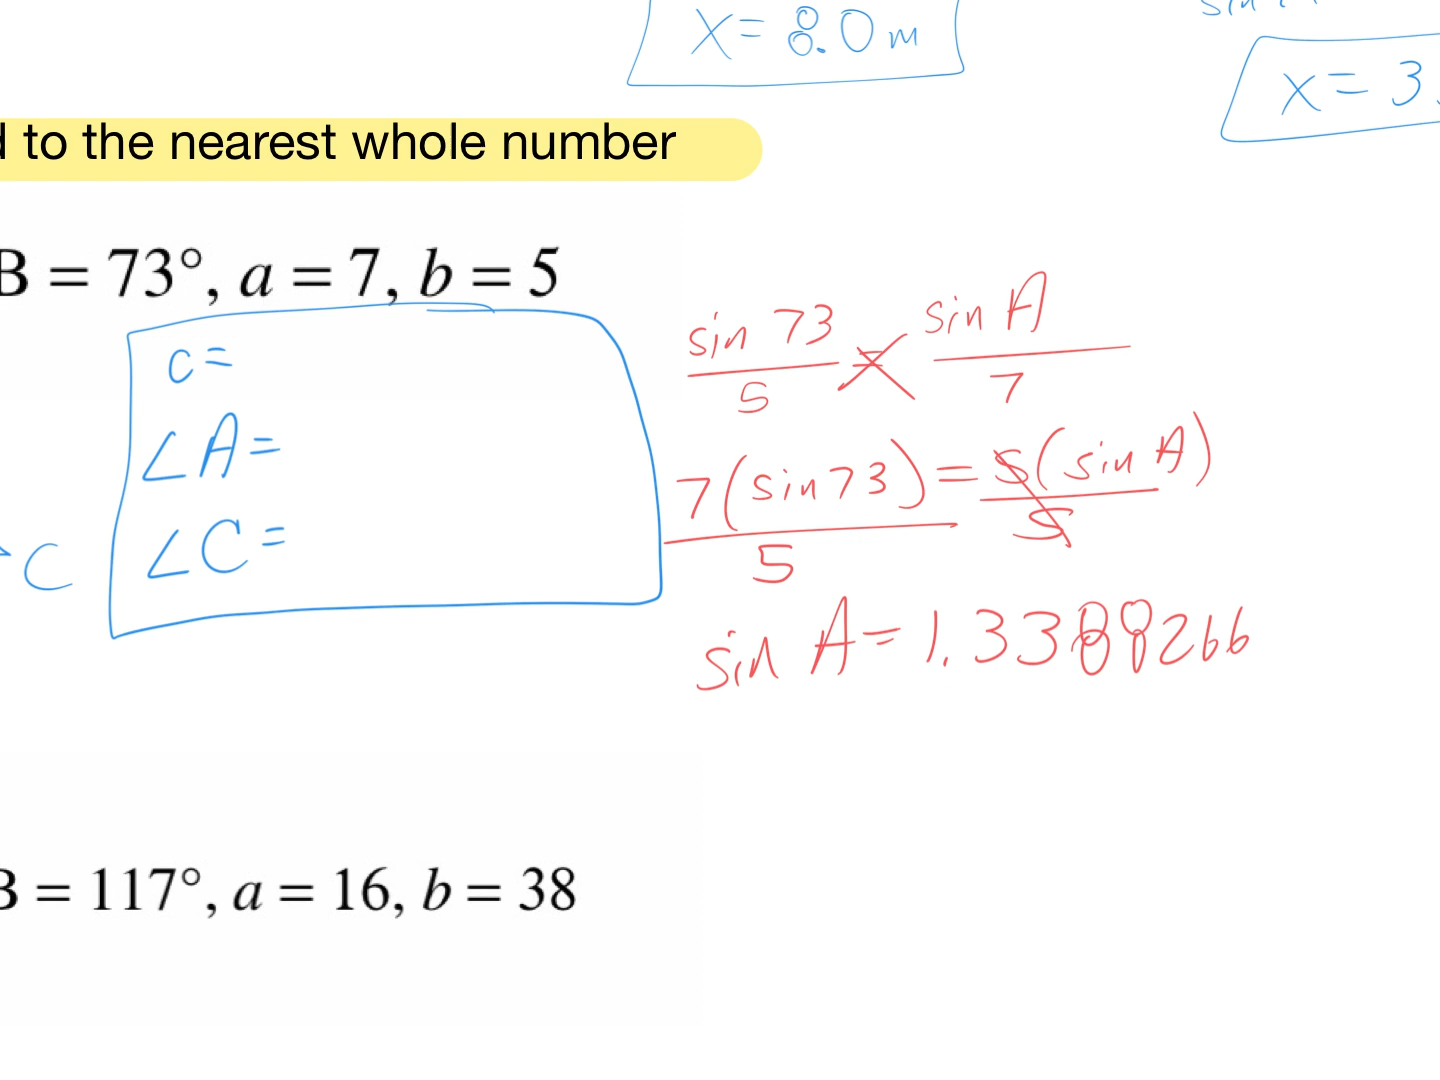 x= 8.0 m
x= 3.
d to the nearest whole number
B = 73°, a = 7, b = 5
c=
∠A=
∠C=
C
sin 73 sin A
5 = 7
7(sin73) = 5(sin A)
5 5
sin A= 1.3388266
B = 117°, a = 16, b = 38